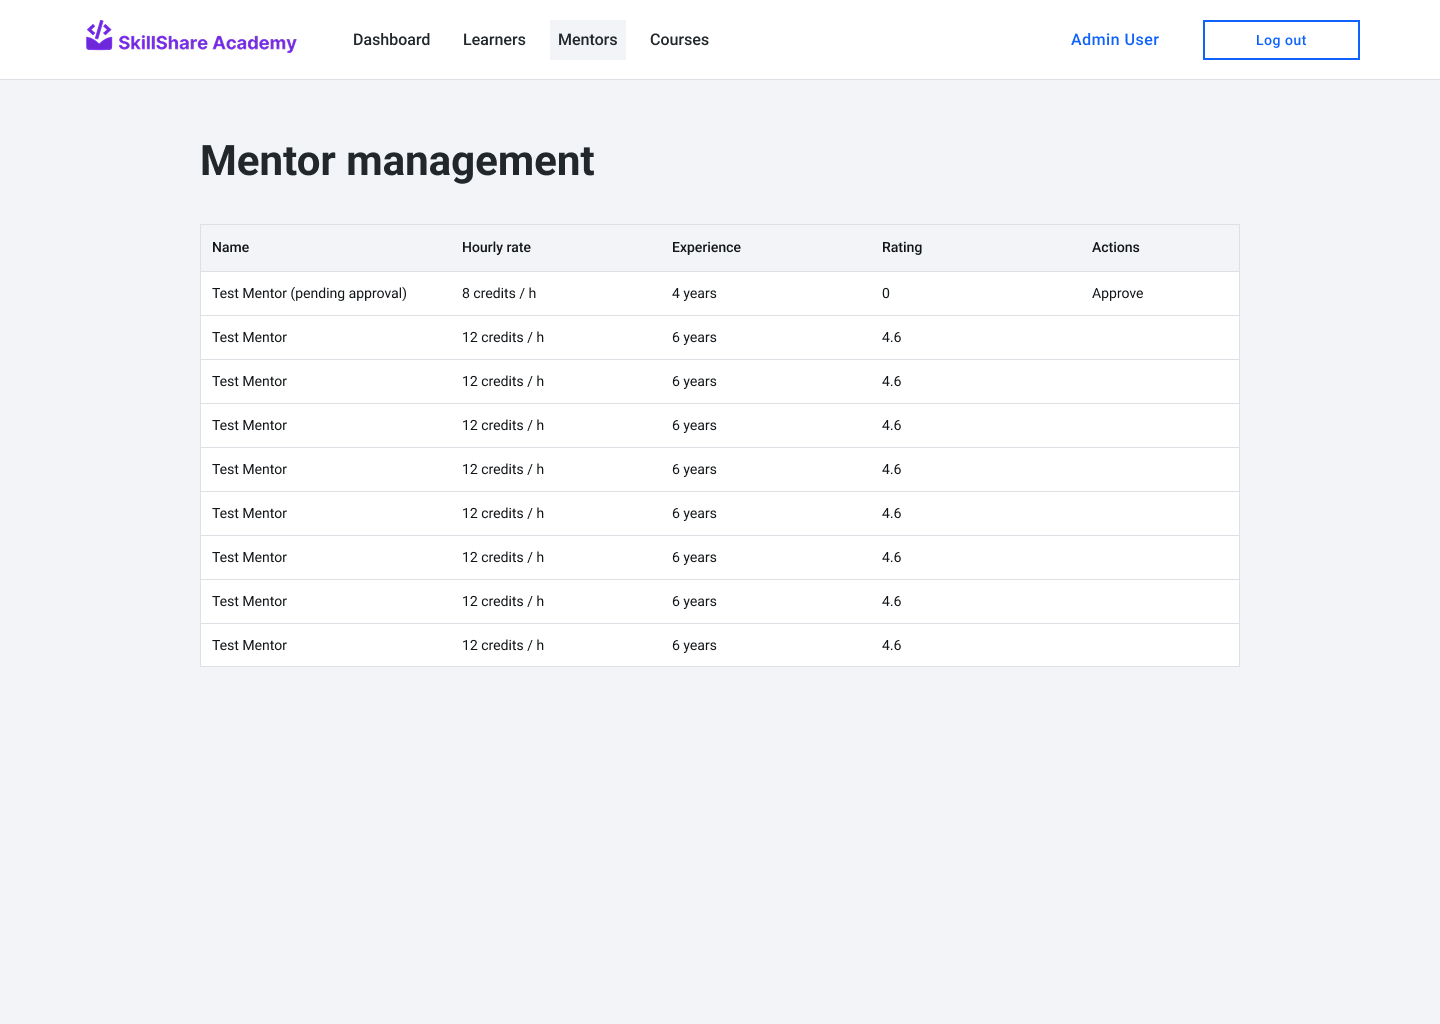 SkillShare Academy Dashboard Learners Mentors Courses Admin User Log out
Mentor management
Name Hourly rate Experience Rating Actions
Test Mentor (pending approval) 8 credits / h 4 years 0 Approve
Test Mentor 12 credits / h 6 years 4.6
Test Mentor 12 credits / h 6 years 4.6
Test Mentor 12 credits / h 6 years 4.6
Test Mentor 12 credits / h 6 years 4.6
Test Mentor 12 credits / h 6 years 4.6
Test Mentor 12 credits / h 6 years 4.6
Test Mentor 12 credits / h 6 years 4.6
Test Mentor 12 credits / h 6 years 4.6